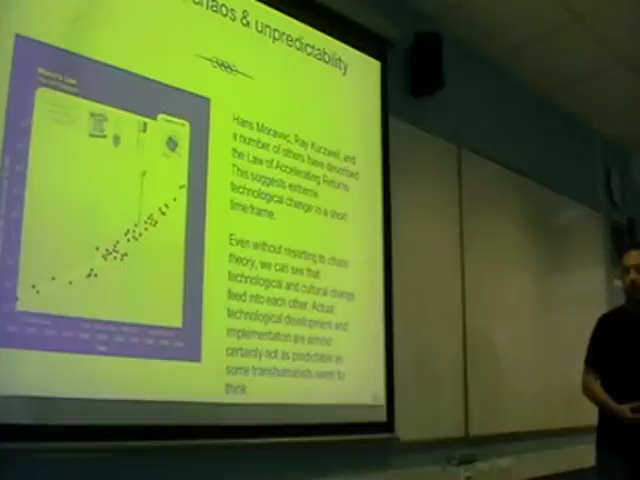 chaos & unpredictability
Moore's Law
Hans Moravec, Ray Kurzweil, and
a number of others have described
the Law of Accelerating Returns.
This suggests extreme
technological change in a short
timeframe.
Even without resorting to chaos
theory, we can see that
technological and cultural change
feed into each other. Actual
technological development and
implementation are almost
certainly not as predictable as
some transhumanists seem to
think.